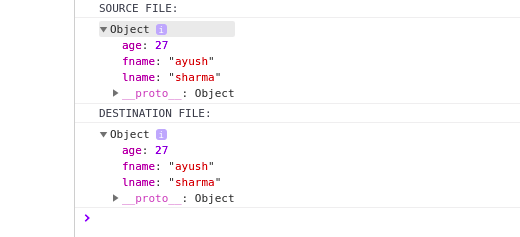 SOURCE FILE:
▼Object i
age: 27
fname: "ayush"
lname: "sharma"
▶__proto__: Object
DESTINATION FILE:
▼Object i
age: 27
fname: "ayush"
lname: "sharma"
▶__proto__: Object
>